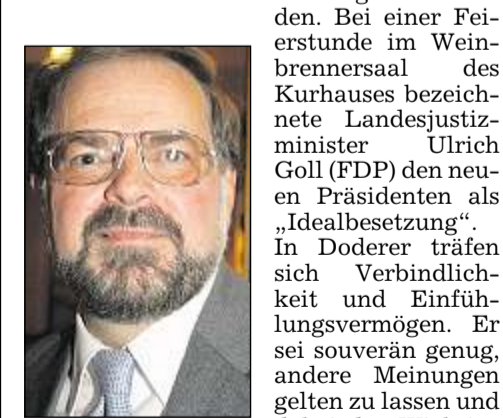 den. Bei einer Fei-
erstunde im Wein-
brennersaal des
Kurhauses bezeich-
nete Landesjustiz-
minister Ulrich
Goll (FDP) den neu-
en Präsidenten als
„Idealbesetzung“.
In Doderer träfen
sich Verbindlich-
keit und Einfüh-
lungsvermögen. Er
sei souverän genug,
andere Meinungen
gelten zu lassen und